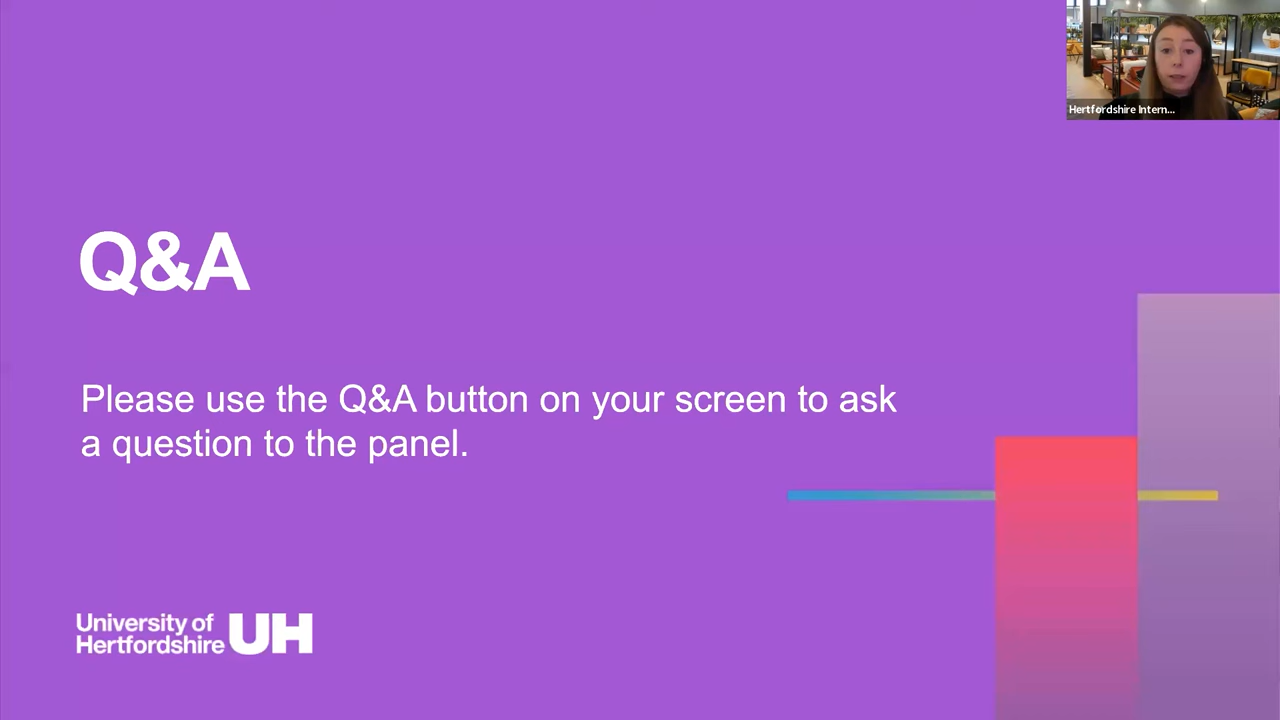 Hertfordshire Intern...
Q&A
Please use the Q&A button on your screen to ask
a question to the panel.
University of
Hertfordshire UH